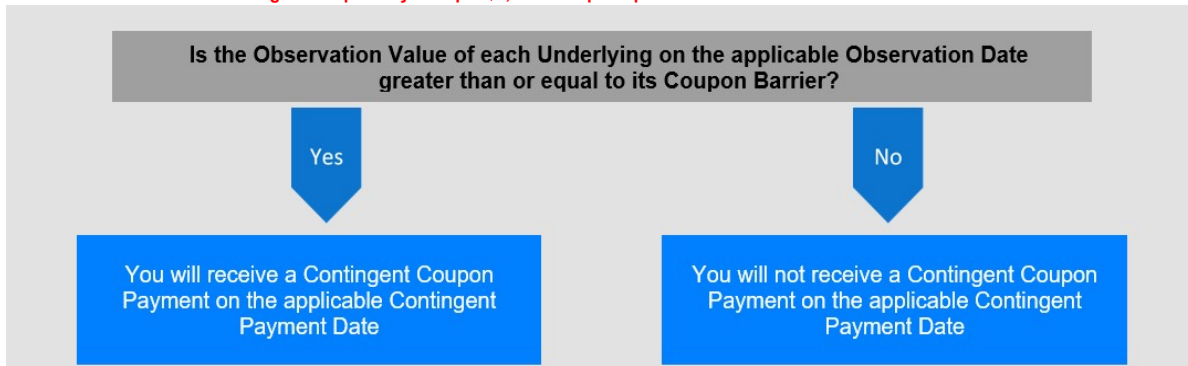 Is the Observation Value of each Underlying on the applicable Observation Date
greater than or equal to its Coupon Barrier?
Yes
No
You will receive a Contingent Coupon
Payment on the applicable Contingent
Payment Date
You will not receive a Contingent Coupon
Payment on the applicable Contingent
Payment Date